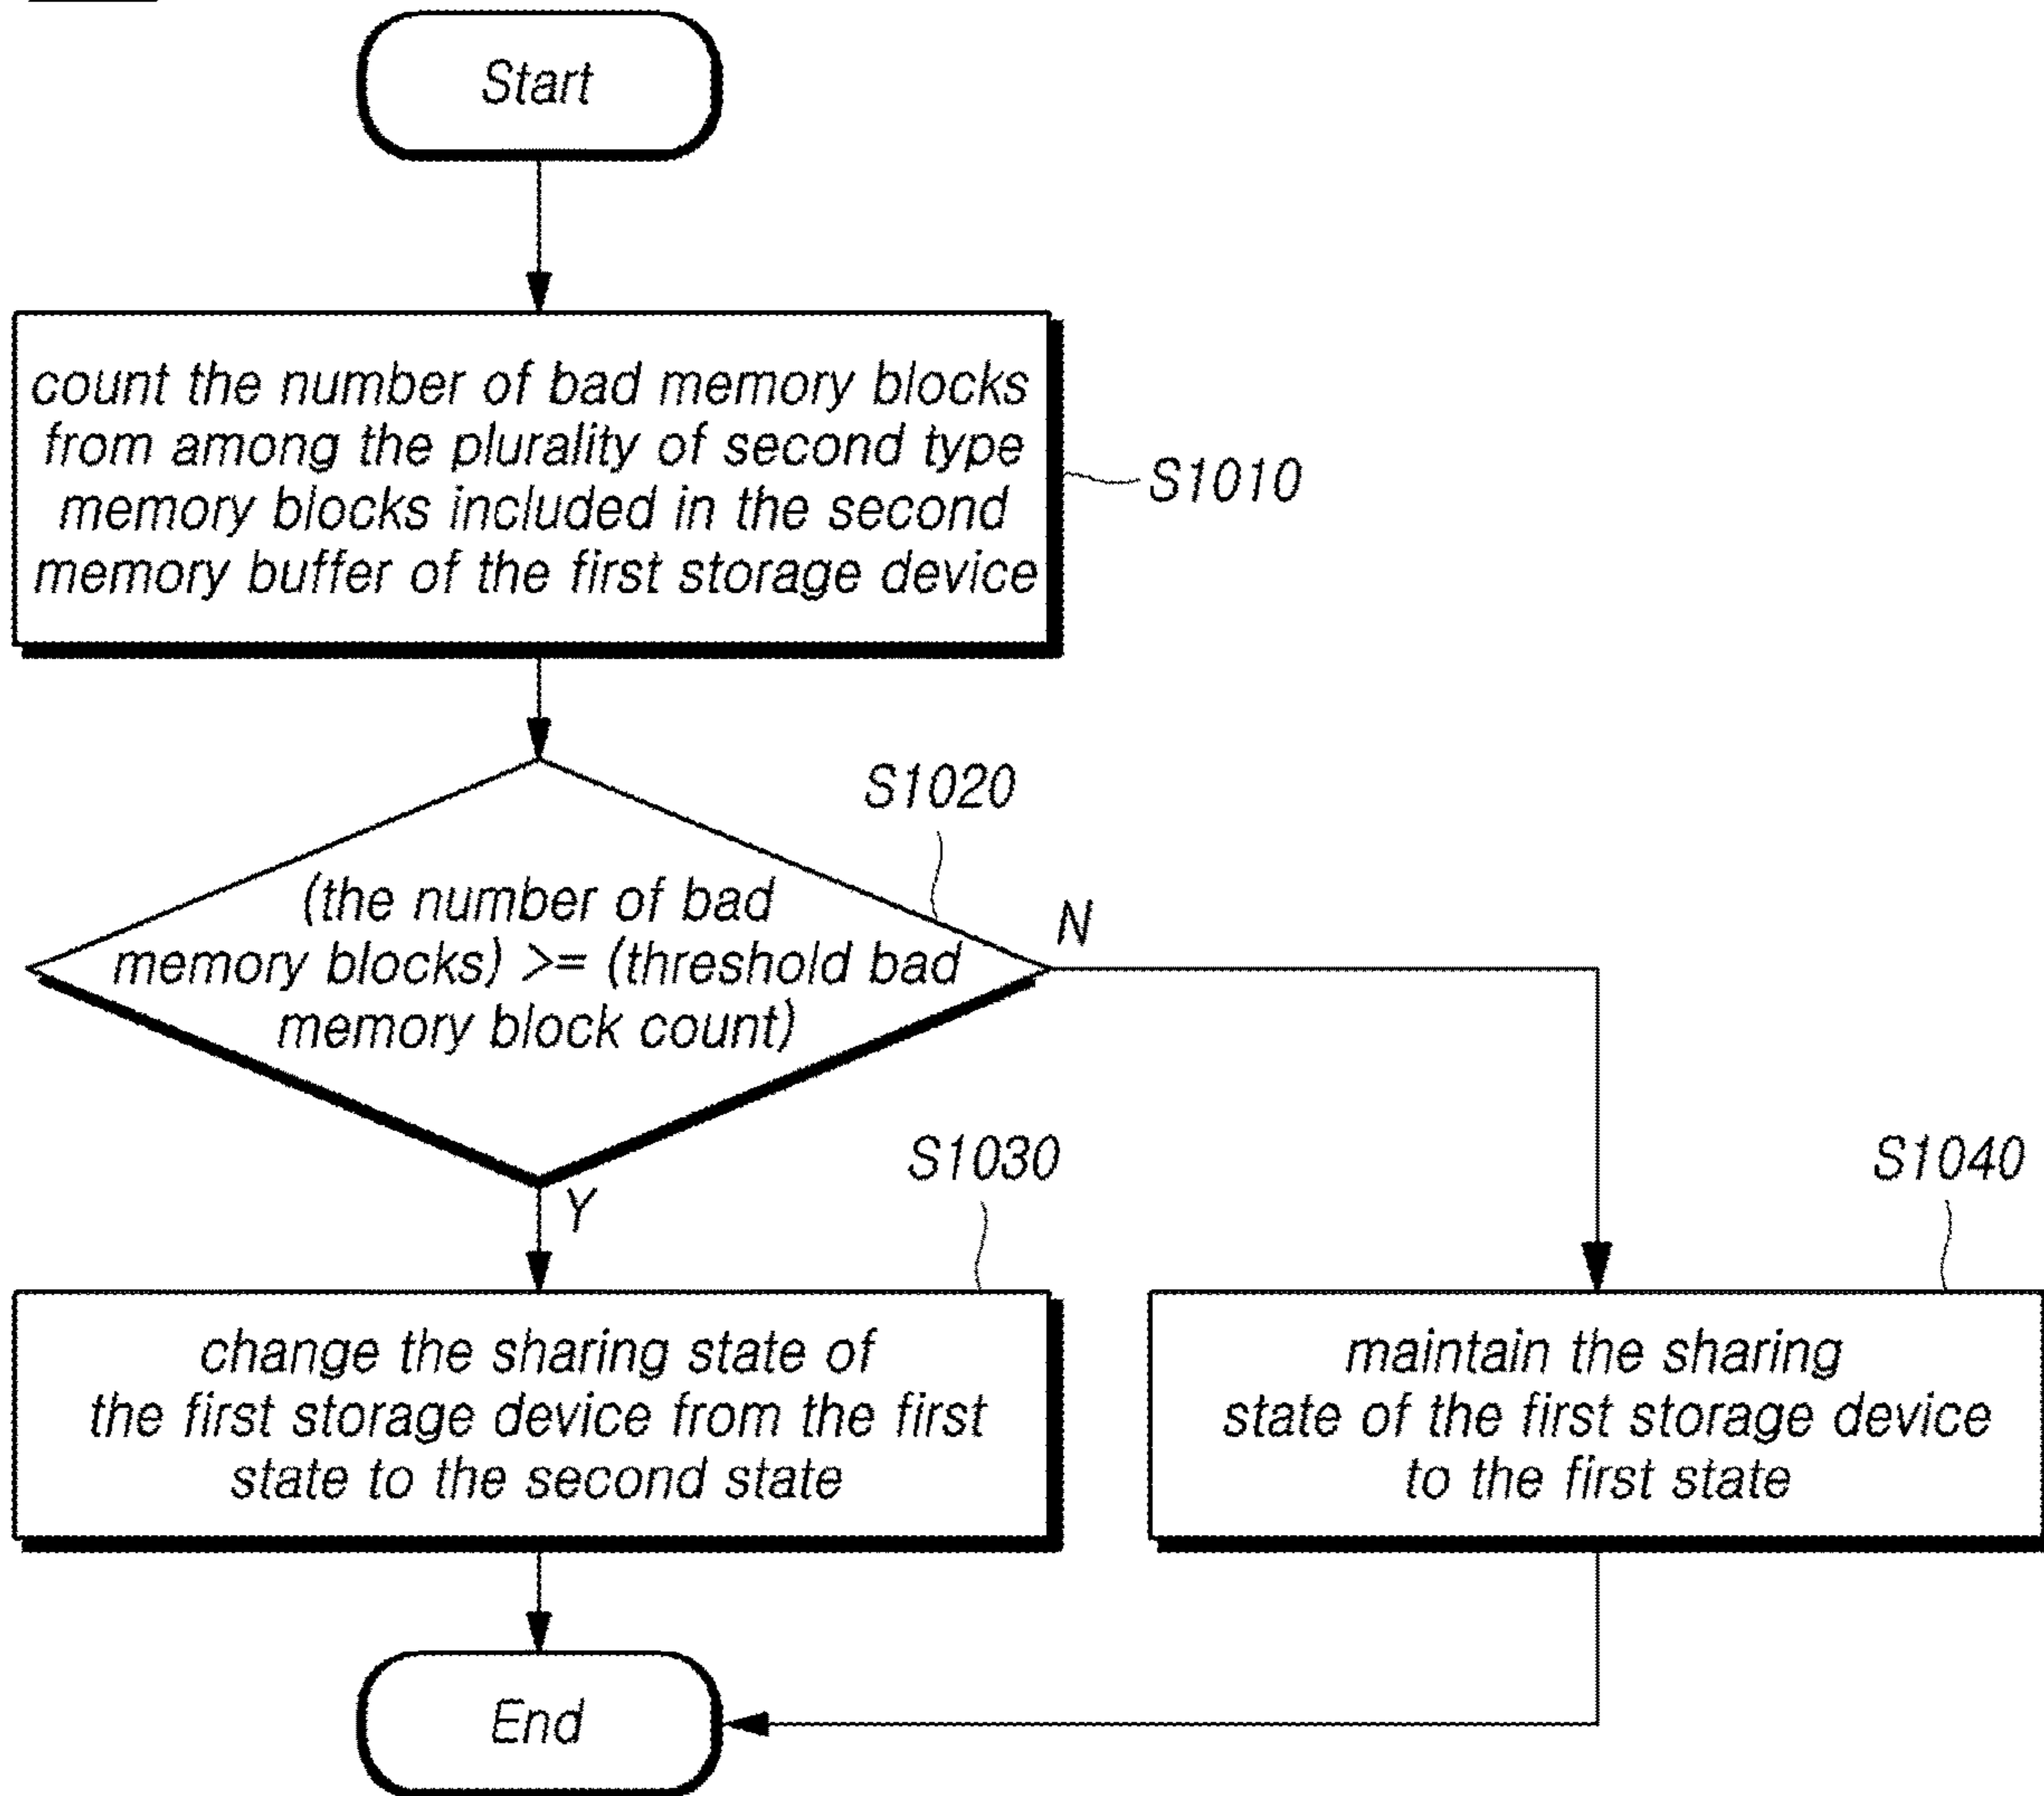 Start
count the number of bad memory blocks
from among the plurality of second type
memory blocks included in the second
memory buffer of the first storage device
S1010
S1020
(the number of bad
memory blocks) >= (threshold bad
memory block count)
N
Y
S1030
change the sharing state of
the first storage device from the first
state to the second state
S1040
maintain the sharing
state of the first storage device
to the first state
End